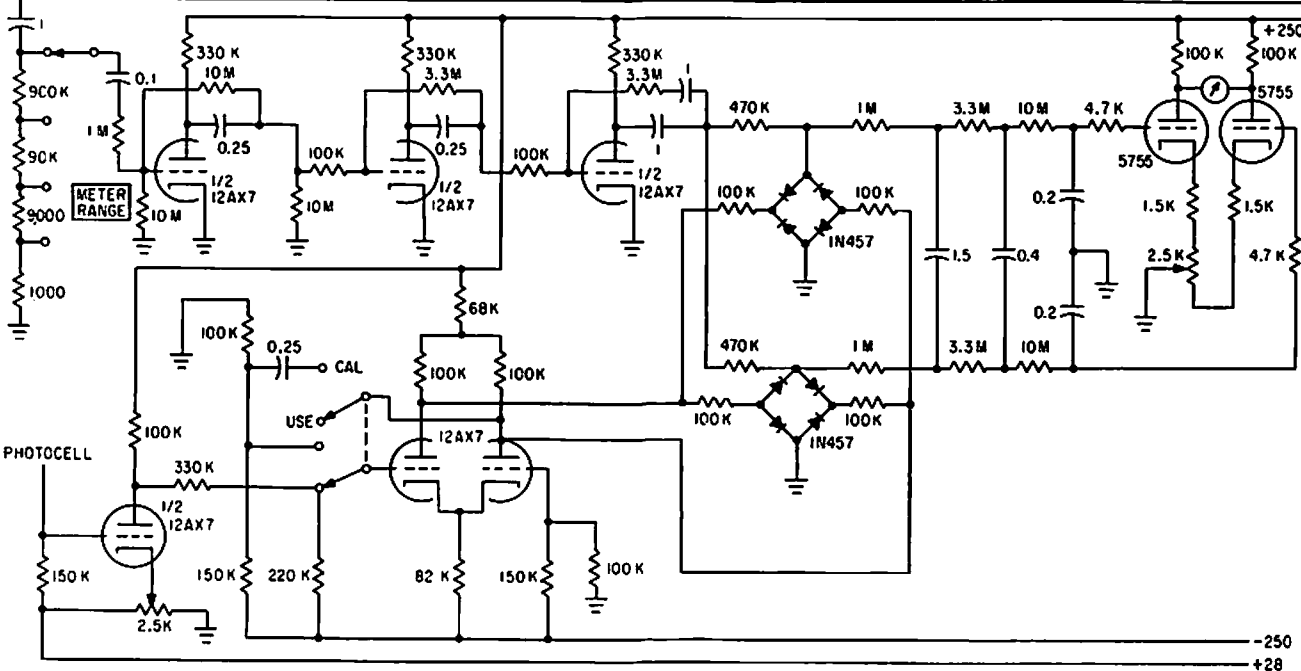 1
+250
330 K
330K
330K
100 K
100 K
10M
3.3M
3.3M
1
0.1
900K
470K
1M
3.3M
10M
4.7K
5755
1M
0.25
0.25
1
100K
100K
5755
90K
1/2
12AX7
1/2
12AX7
1/2
12AX7
METER
RANGE
100K
100K
0.2
1.5K
1.5K
9000
10M
10M
1N457
1.5
0.4
2.5K
4.7K
1000
68K
0.2
100K
0.25
CAL
470K
1M
3.3M
10M
100K
100K
USE
100K
100K
100K
12AX7
1N457
PHOTOCELL
330K
1/2
12AX7
150 K
150K
220K
82 K
150K
100K
2.5K
-250
+28